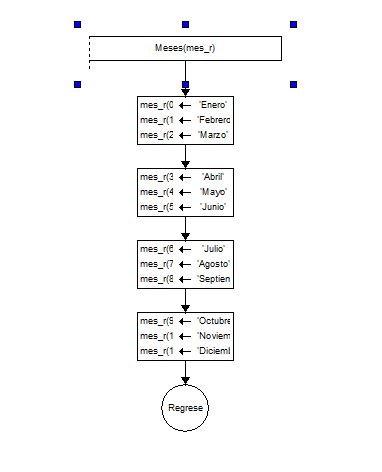 Meses(mes_r)
mes_r(0 'Enero'
mes_r(1 'Febrero
mes_r(2 'Marzo'
mes_r(3 'Abril'
mes_r(4 'Mayo'
mes_r(5 'Junio'
mes_r(6 'Julio'
mes_r(7 'Agosto'
mes_r(8 'Septien
mes_r(9 'Octubre
mes_r(1 'Noviem
mes_r(1 'Diciemb
Regrese